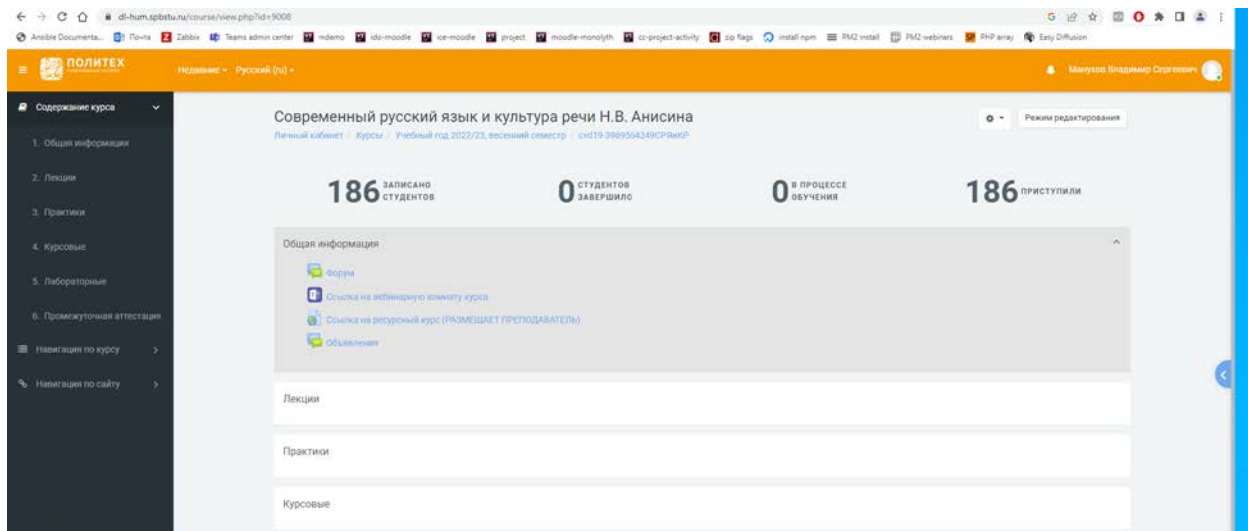 dl-hum.spbstu.ru/course/view.php?id=9008
Ansible Documenta... Почта Zabbix Teams admin center mdemo ido-moodle ice-moodle project moodle-monolyth cc-project-activity zip flags install npm PM2 install PM2 webinars PHP array Easy Diffusion
ПОЛИТЕХ
Недавние Русский (ru)
Манухов Владимир Сергеевич
Содержание курса
1. Общая информация
2. Лекции
3. Практики
4. Курсовые
5. Лабораторные
6. Промежуточная аттестация
Навигация по курсу
Навигация по сайту
Современный русский язык и культура речи Н.В. Анисина
Режим редактирования
Личный кабинет / Курсы / Учебный год 2022/23, весенний семестр /
186 ЗАПИСАНО СТУДЕНТОВ
0 СТУДЕНТОВ ЗАВЕРШИЛО
0 В ПРОЦЕССЕ ОБУЧЕНИЯ
186 ПРИСТУПИЛИ
Общая информация
Форум
Ссылка на вебинарную комнату курса
Ссылка на ресурсный курс (РАЗМЕЩАЕТ ПРЕПОДАВАТЕЛЬ)
Объявления
Лекции
Практики
Курсовые